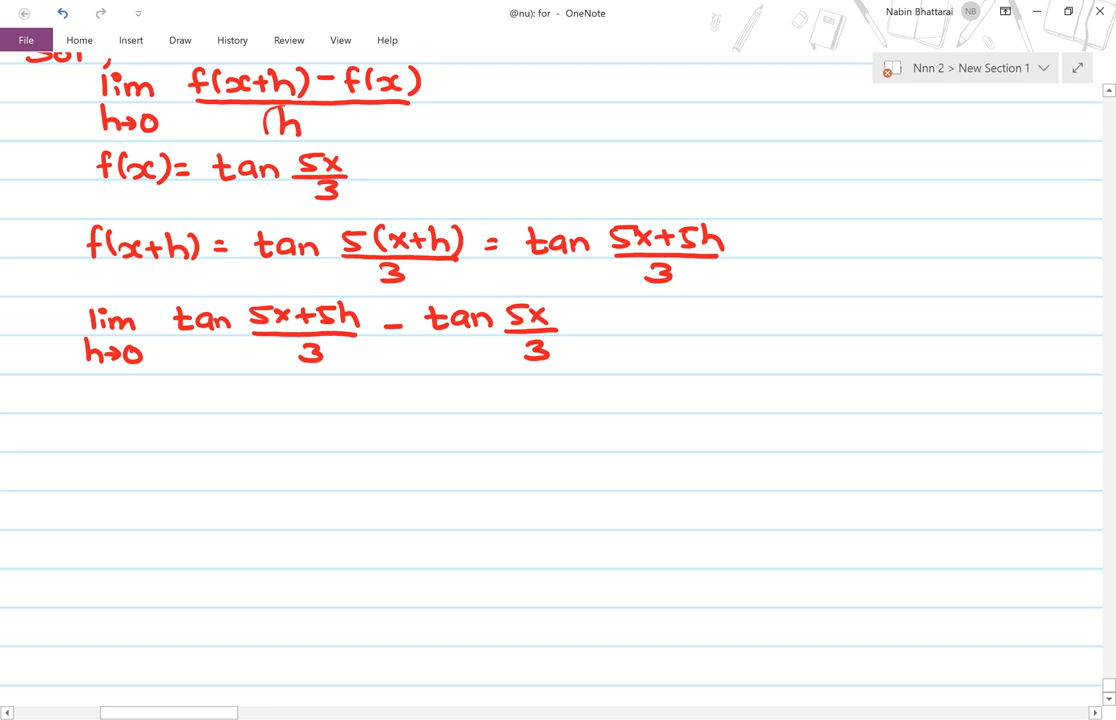 @nu): for - OneNote
Nabin Bhattarai NB
File Home Insert Draw History Review View Help
Nnn 2 > New Section 1
Sol',
lim f(x+h) - f(x)
h→0 h
f(x) = tan 5x
3
f(x+h) = tan 5(x+h) = tan 5x+5h
3 3
lim tan 5x+5h - tan 5x
h→0 3 3